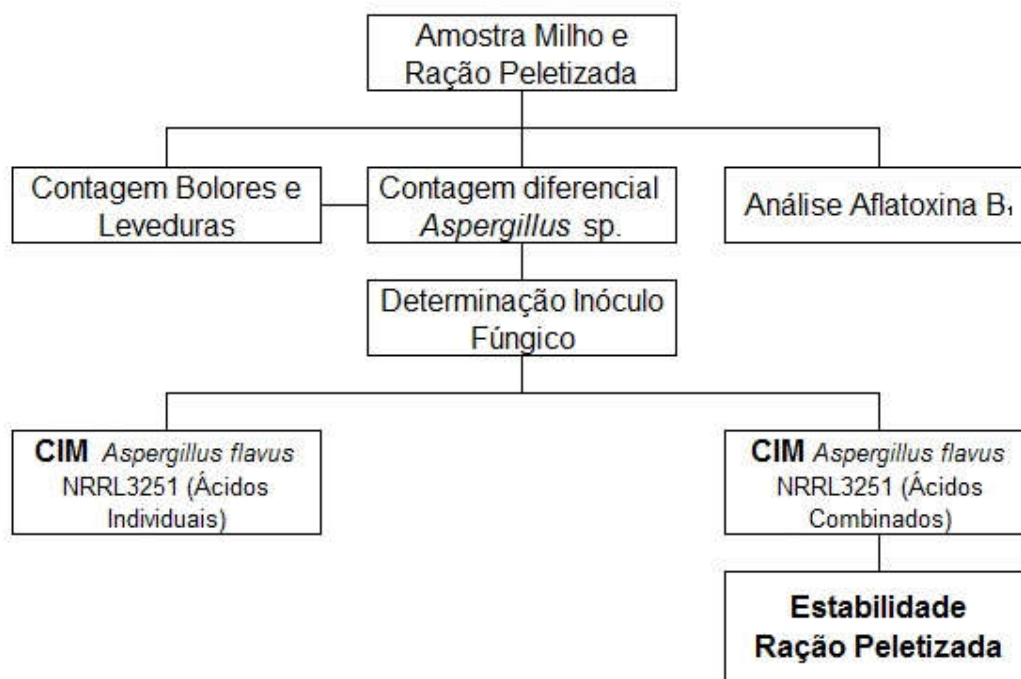 Amostra Milho e
Ração Peletizada
Contagem Bolores e
Leveduras
Contagem diferencial
Aspergillus sp.
Análise Aflatoxina B₁
Determinação Inóculo
Fúngico
CIM Aspergillus flavus
NRRL3251 (Ácidos
Individuais)
CIM Aspergillus flavus
NRRL3251 (Ácidos
Combinados)
Estabilidade
Ração Peletizada